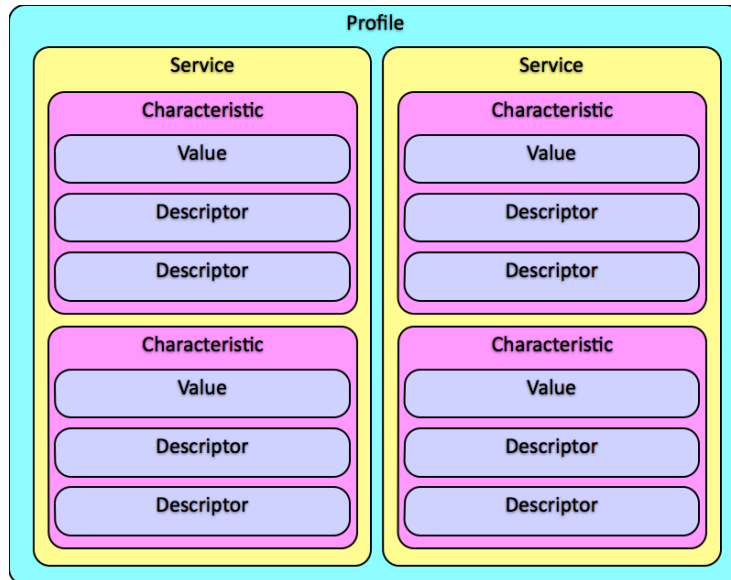 Profile
Service
Characteristic
Value
Descriptor
Descriptor
Characteristic
Value
Descriptor
Descriptor
Service
Characteristic
Value
Descriptor
Descriptor
Characteristic
Value
Descriptor
Descriptor